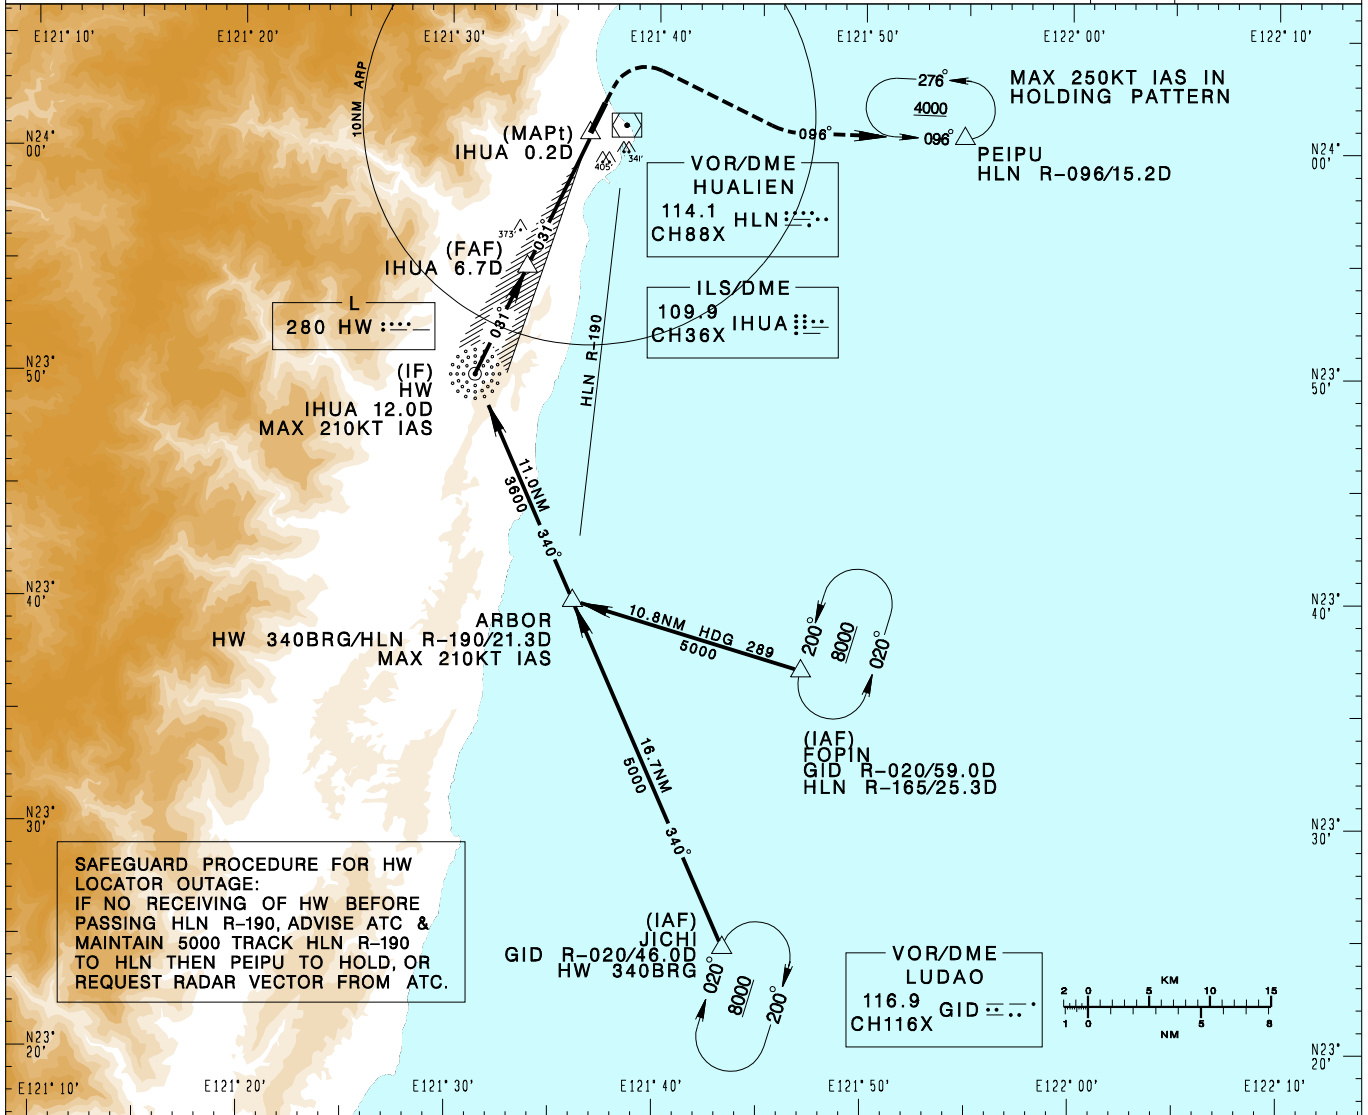 E121°10'
E121°20'
E121°30'
E121°40'
E121°50'
E122°00'
E122°10'
10NM ARP
276°
4000
096°
096°
MAX 250KT IAS IN
HOLDING PATTERN
PEIPU
HLN R-096/15.2D
(MAPt)
IHUA 0.2D
N24°
00'
N24°
00'
405'
341'
VOR/DME
HUALIEN
114.1
CH88X
HLN
373'
031°
(FAF)
IHUA 6.7D
ILS/DME
109.9
CH36X
IHUA
L
280 HW
031°
HLN R-190
N23°
50'
N23°
50'
(IF)
HW
IHUA 12.0D
MAX 210KT IAS
11.0NM
3600
340°
N23°
40'
N23°
40'
ARBOR
HW 340BRG/HLN R-190/21.3D
MAX 210KT IAS
10.8NM HDG 289
5000
200°
8000
020°
(IAF)
FOPIN
GID R-020/59.0D
HLN R-165/25.3D
16.7NM
5000
340°
N23°
30'
N23°
30'
SAFEGUARD PROCEDURE FOR HW
LOCATOR OUTAGE:
IF NO RECEIVING OF HW BEFORE
PASSING HLN R-190, ADVISE ATC &
MAINTAIN 5000 TRACK HLN R-190
TO HLN THEN PEIPU TO HOLD, OR
REQUEST RADAR VECTOR FROM ATC.
(IAF)
JICHI
GID R-020/46.0D
HW 340BRG
020°
8000
200°
VOR/DME
LUDAO
116.9
CH116X
GID
KM
2 0 5 10 15
1 0 5 8
NM
N23°
20'
N23°
20'
E121°10'
E121°20'
E121°30'
E121°40'
E121°50'
E122°00'
E122°10'